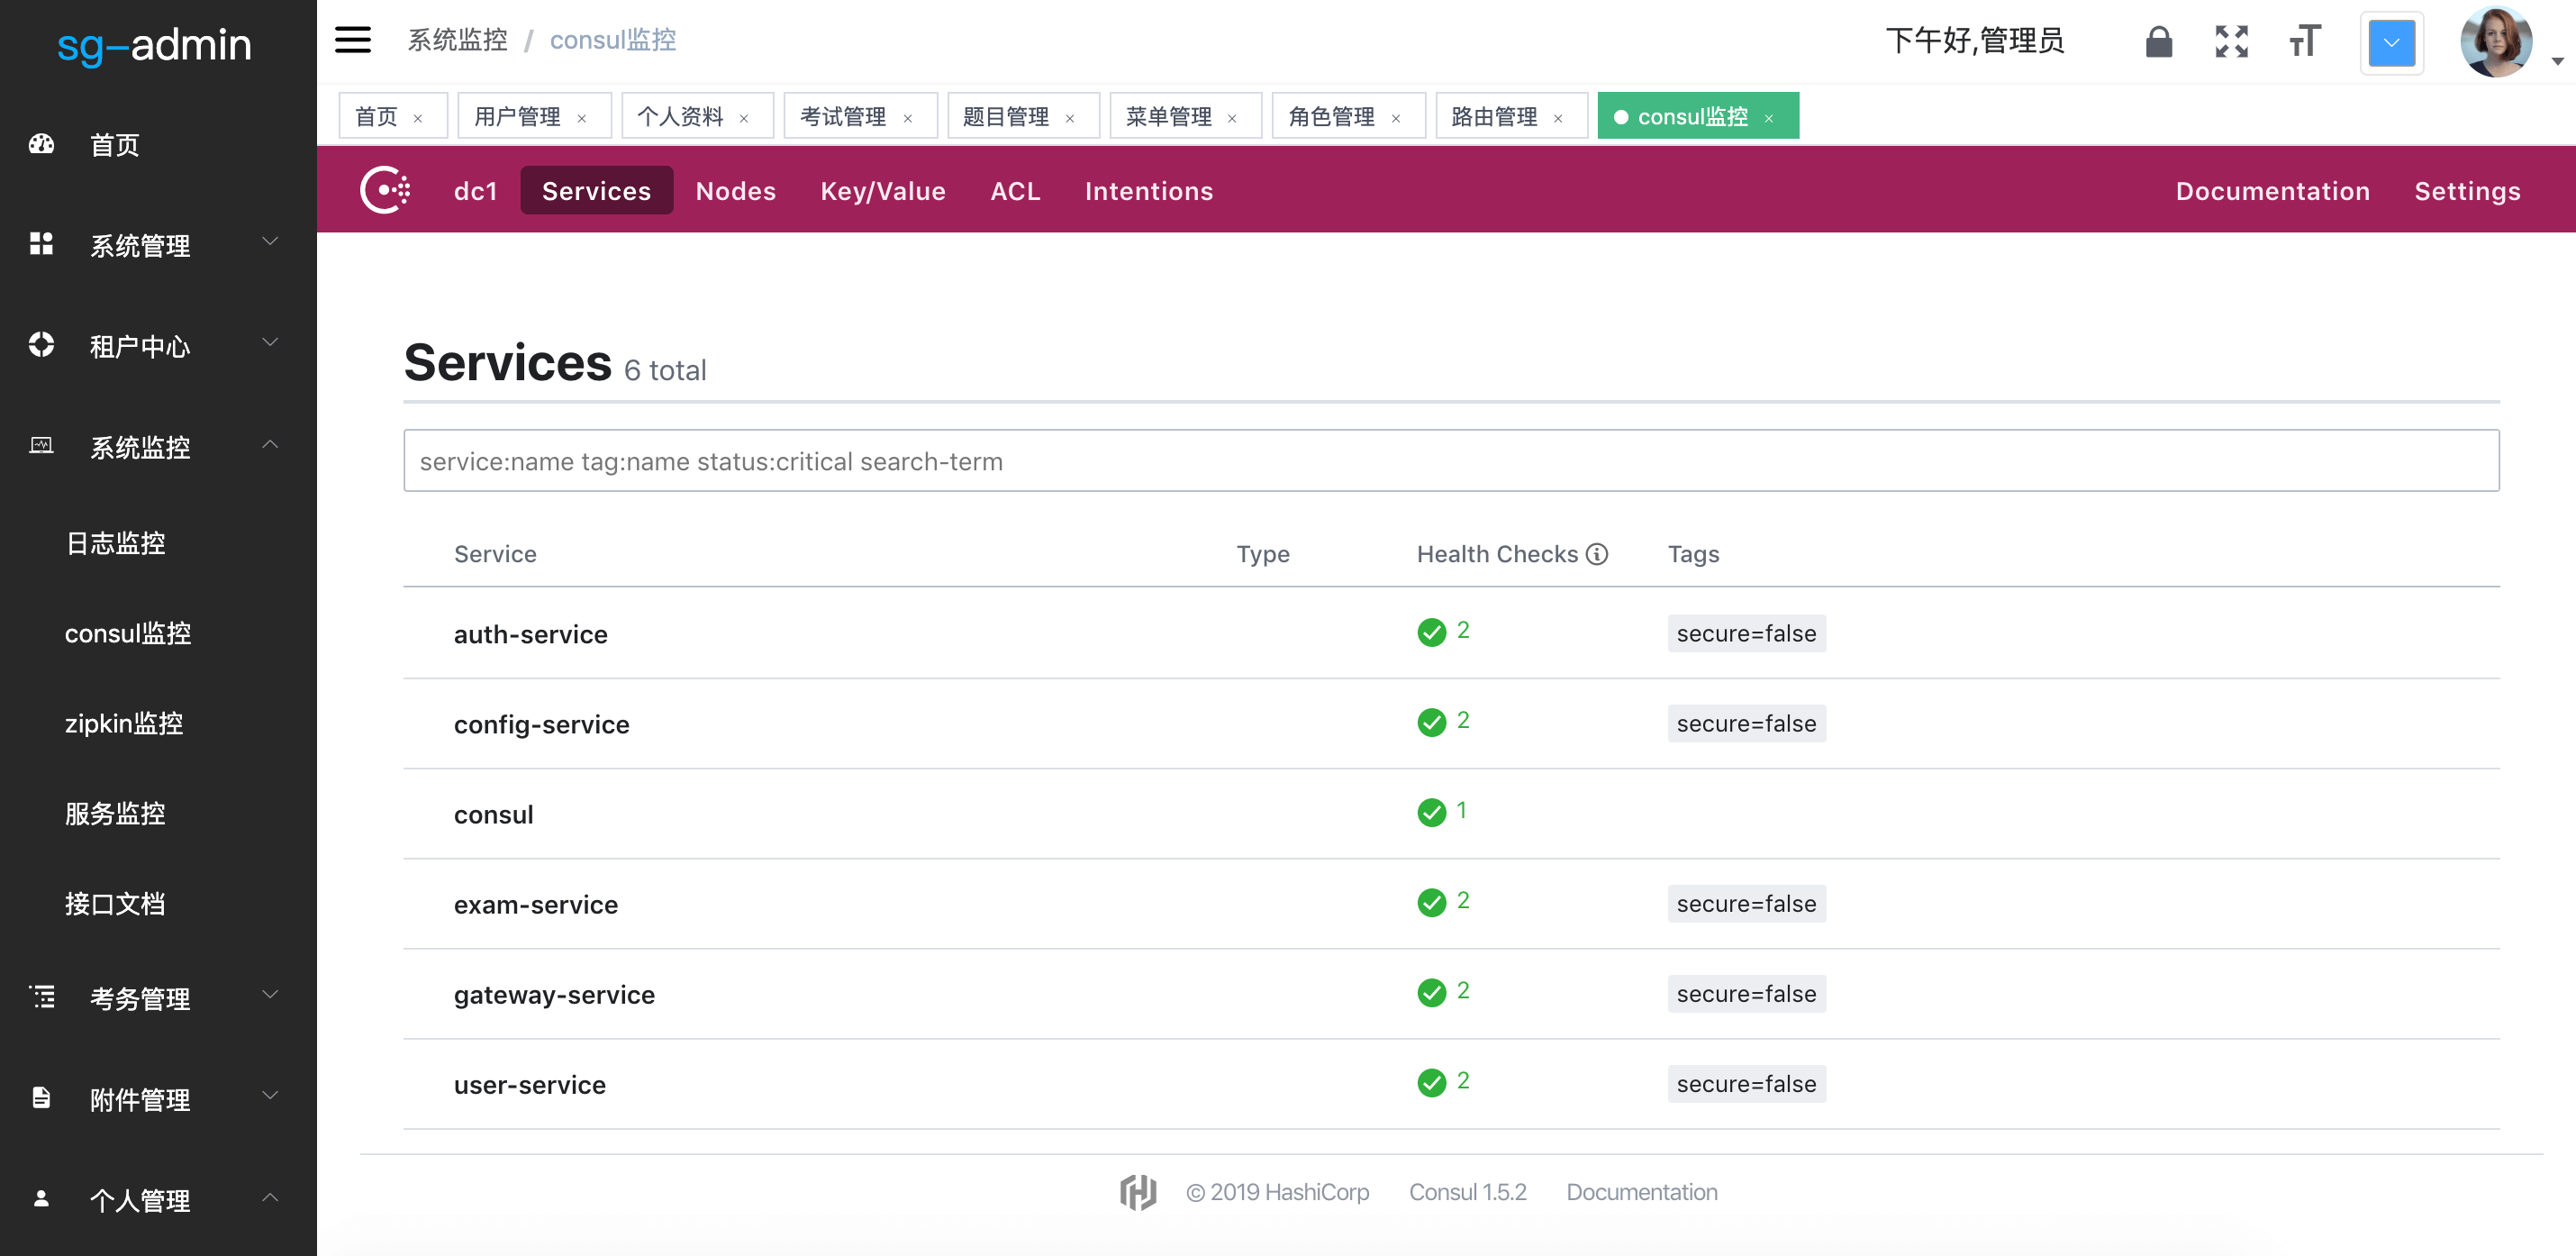 sg-admin
首页
系统管理
租户中心
系统监控
日志监控
consul监控
zipkin监控
服务监控
接口文档
考务管理
附件管理
个人管理
系统监控 / consul监控
下午好,管理员
首页 × 用户管理 × 个人资料 × 考试管理 × 题目管理 × 菜单管理 × 角色管理 × 路由管理 × consul监控 ×
dc1 Services Nodes Key/Value ACL Intentions Documentation Settings
Services 6 total
service:name tag:name status:critical search-term
Service Type Health Checks Tags
auth-service 2 secure=false
config-service 2 secure=false
consul 1
exam-service 2 secure=false
gateway-service 2 secure=false
user-service 2 secure=false
© 2019 HashiCorp Consul 1.5.2 Documentation